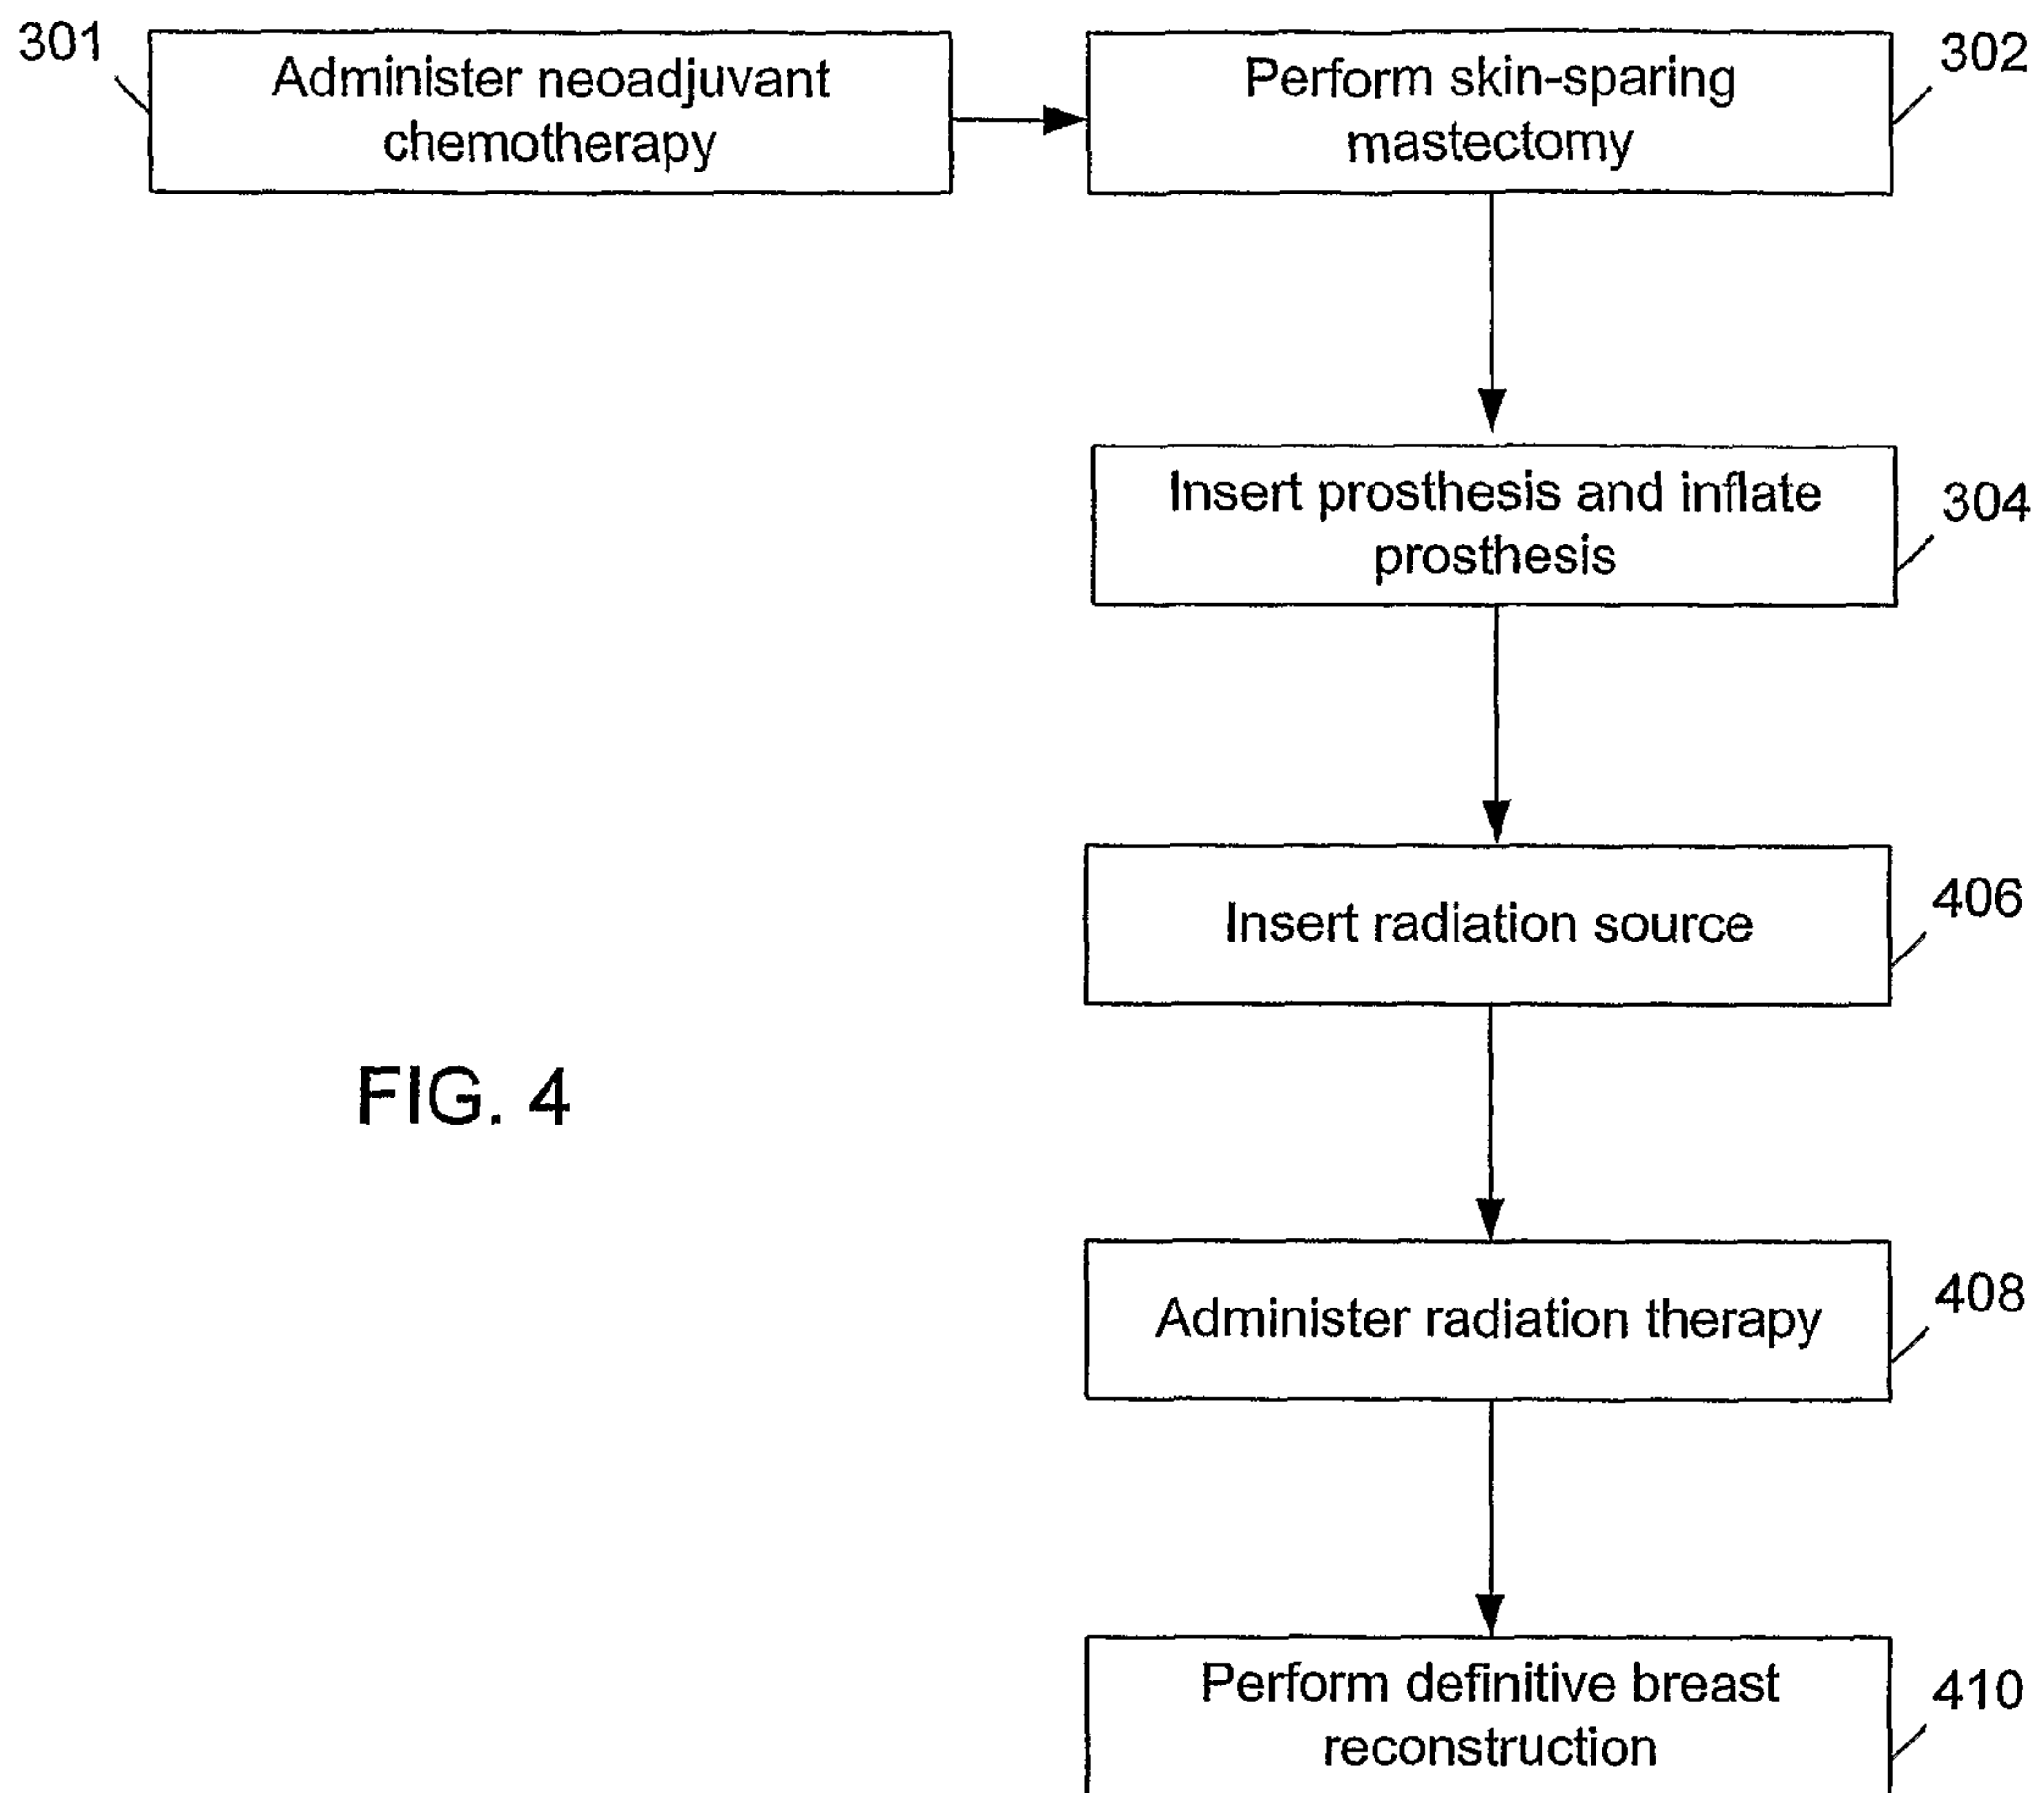 301
Administer neoadjuvant
chemotherapy
Perform skin-sparing
mastectomy
302
Insert prosthesis and inflate
prosthesis
304
Insert radiation source
406
FIG. 4
Administer radiation therapy
408
Perform definitive breast
reconstruction
410